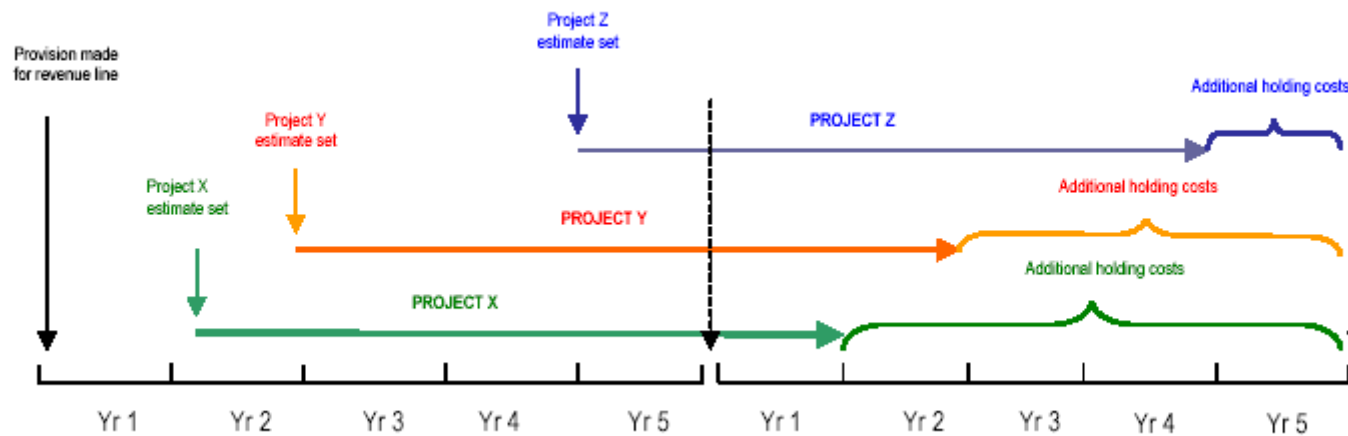 Project Z
estimate set
Provision made
for revenue line
Additional holding costs
Project Y
estimate set
PROJECT Z
Project X
estimate set
Additional holding costs
PROJECT Y
Additional holding costs
PROJECT X
Yr 1 Yr 2 Yr 3 Yr 4 Yr 5 Yr 1 Yr 2 Yr 3 Yr 4 Yr 5